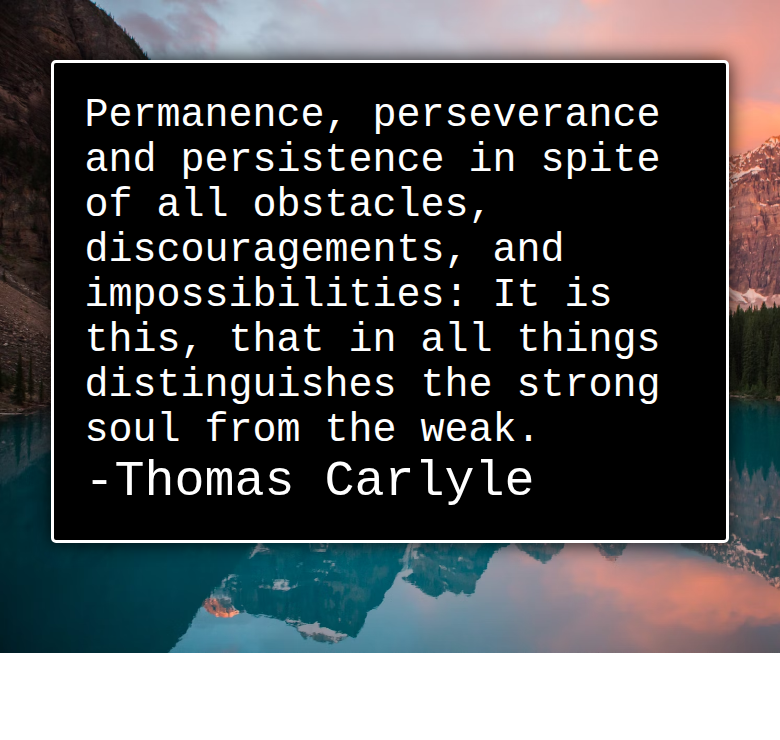 Permanence, perseverance
and persistence in spite
of all obstacles,
discouragements, and
impossibilities: It is
this, that in all things
distinguishes the strong
soul from the weak.
-Thomas Carlyle